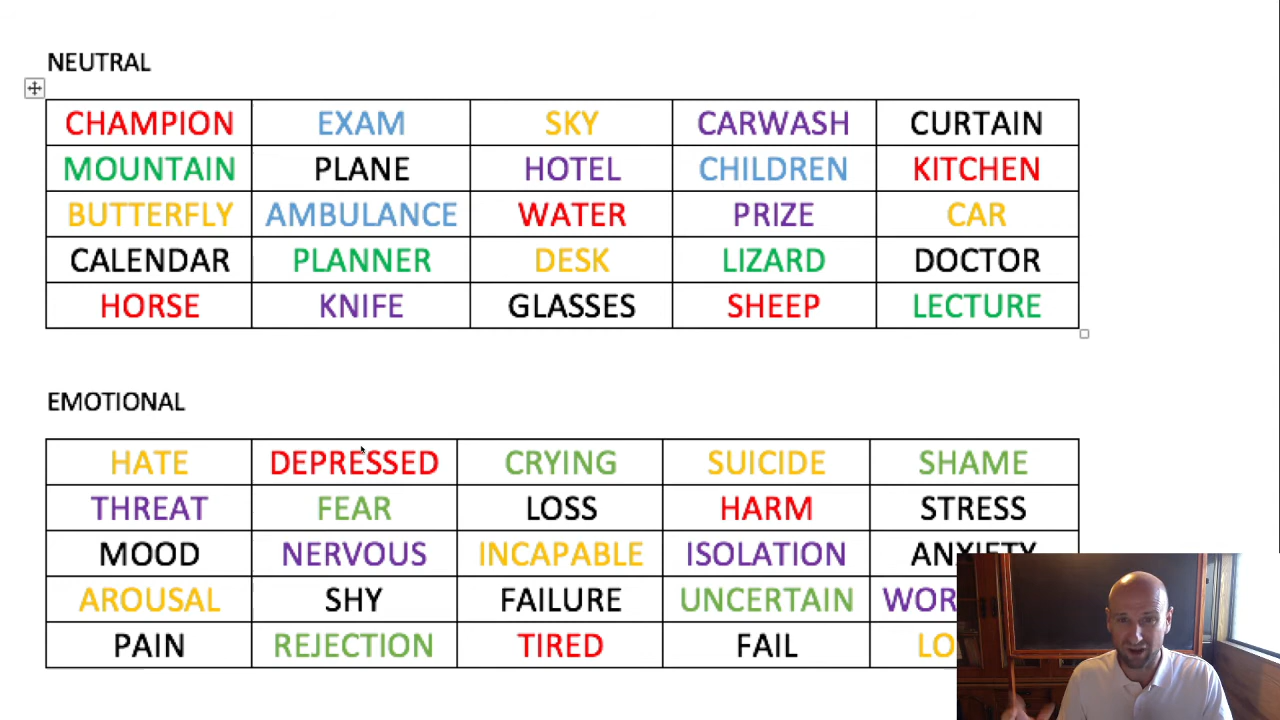 NEUTRAL
CHAMPION EXAM SKY CARWASH CURTAIN
MOUNTAIN PLANE HOTEL CHILDREN KITCHEN
BUTTERFLY AMBULANCE WATER PRIZE CAR
CALENDAR PLANNER DESK LIZARD DOCTOR
HORSE KNIFE GLASSES SHEEP LECTURE
EMOTIONAL
HATE DEPRESSED CRYING SUICIDE SHAME
THREAT FEAR LOSS HARM STRESS
MOOD NERVOUS INCAPABLE ISOLATION ANXIETY
AROUSAL SHY FAILURE UNCERTAIN
PAIN REJECTION TIRED FAIL